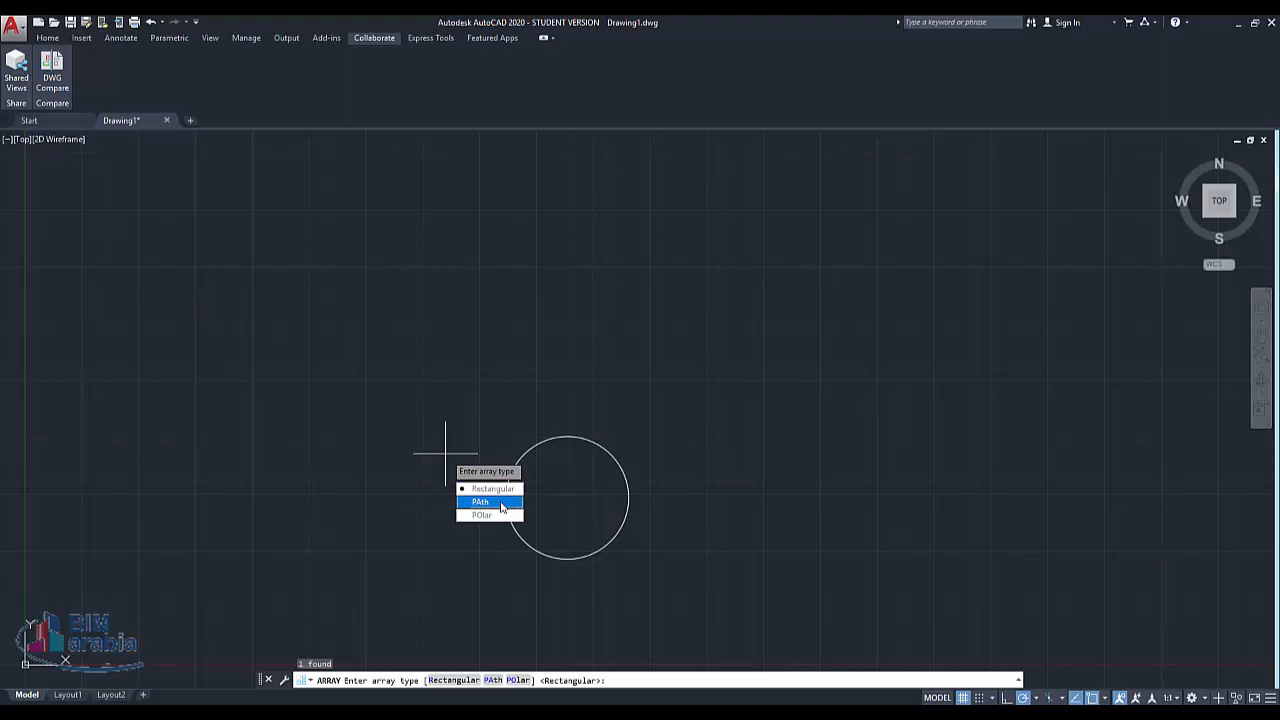 Autodesk AutoCAD 2020 - STUDENT VERSION Drawing1.dwg
Type a keyword or phrase
Sign In
Home Insert Annotate Parametric View Manage Output Add-ins Collaborate Express Tools Featured Apps
Shared Views
DWG Compare
Share Compare
Start Drawing1*
[−][Top][2D Wireframe]
N
W TOP E
S
WCS
Enter array type
Rectangular
PAth
POlar
BIM
arabia
Y
X
1 found
ARRAY Enter array type [Rectangular PAth POlar] <Rectangular>:
Model Layout1 Layout2
MODEL
1:1